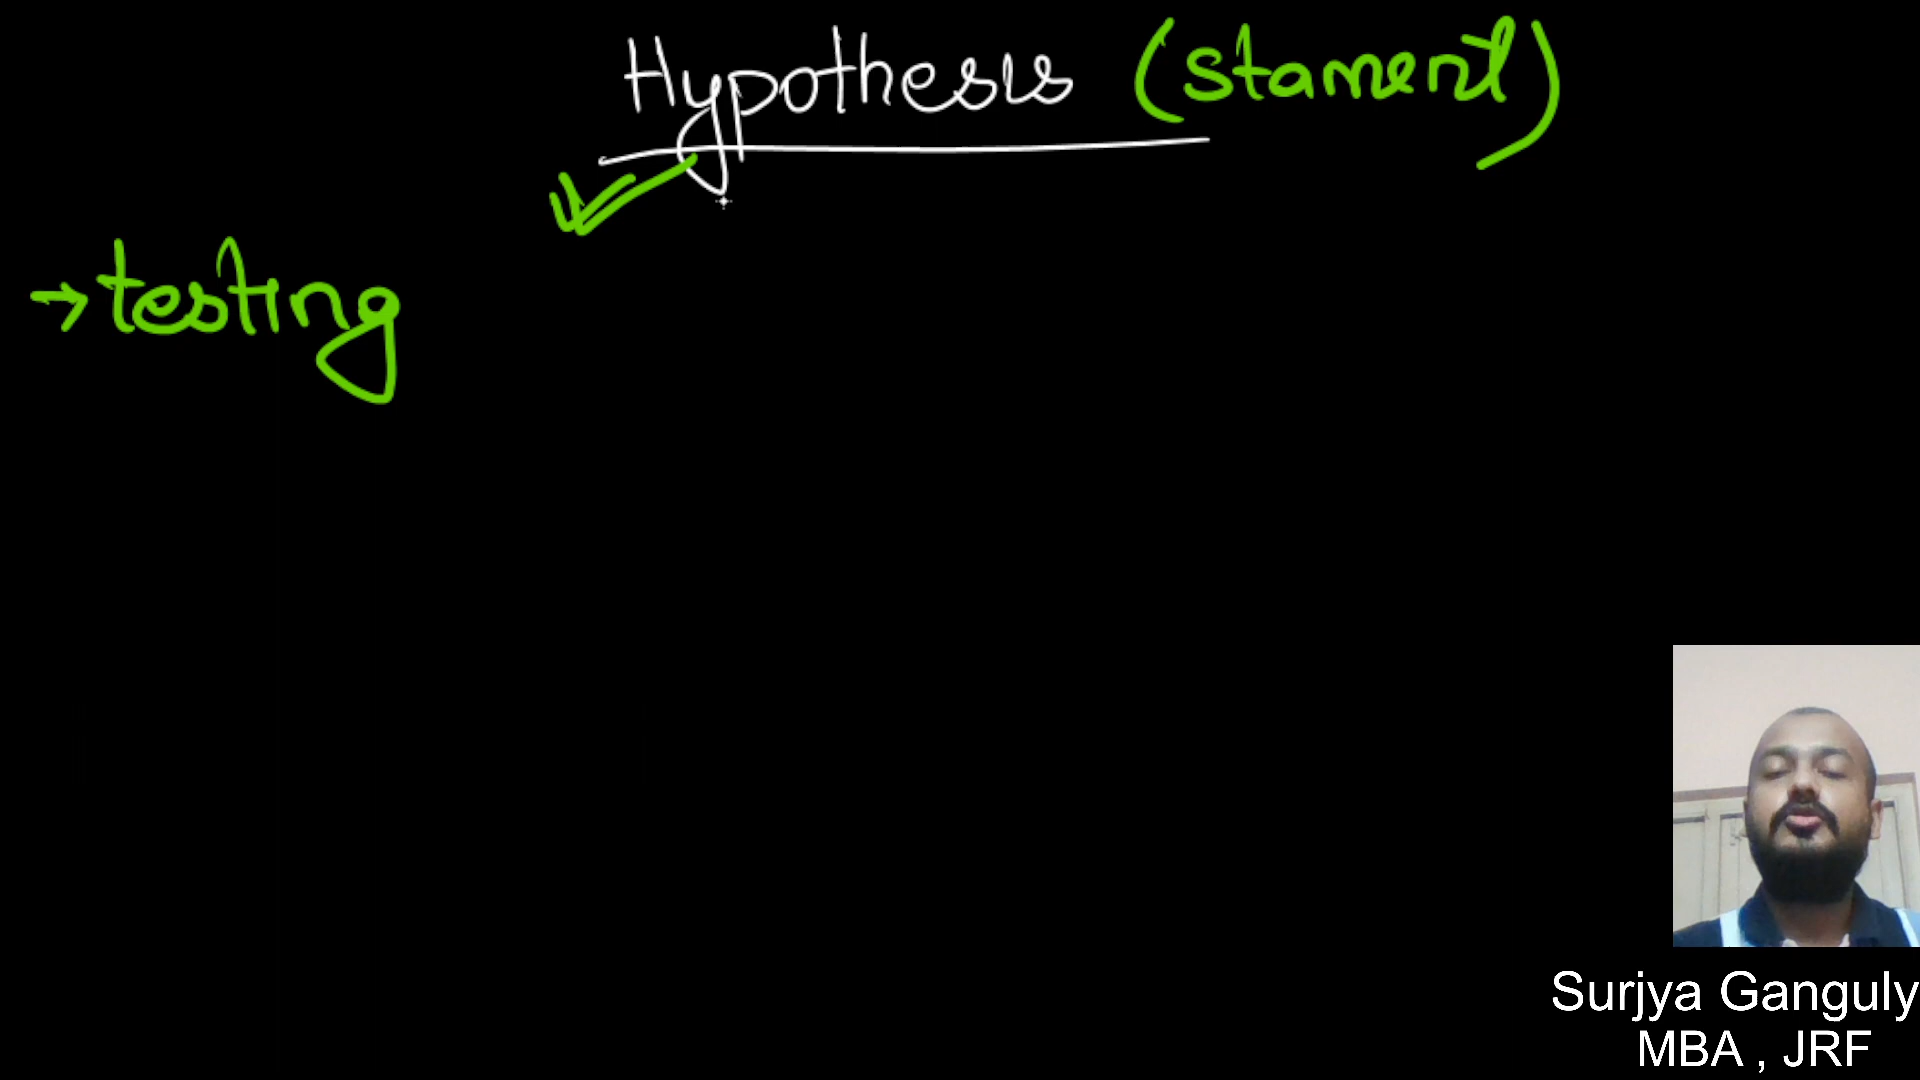 Hypothesis (stament)
→ testing
Surjya Ganguly
MBA , JRF